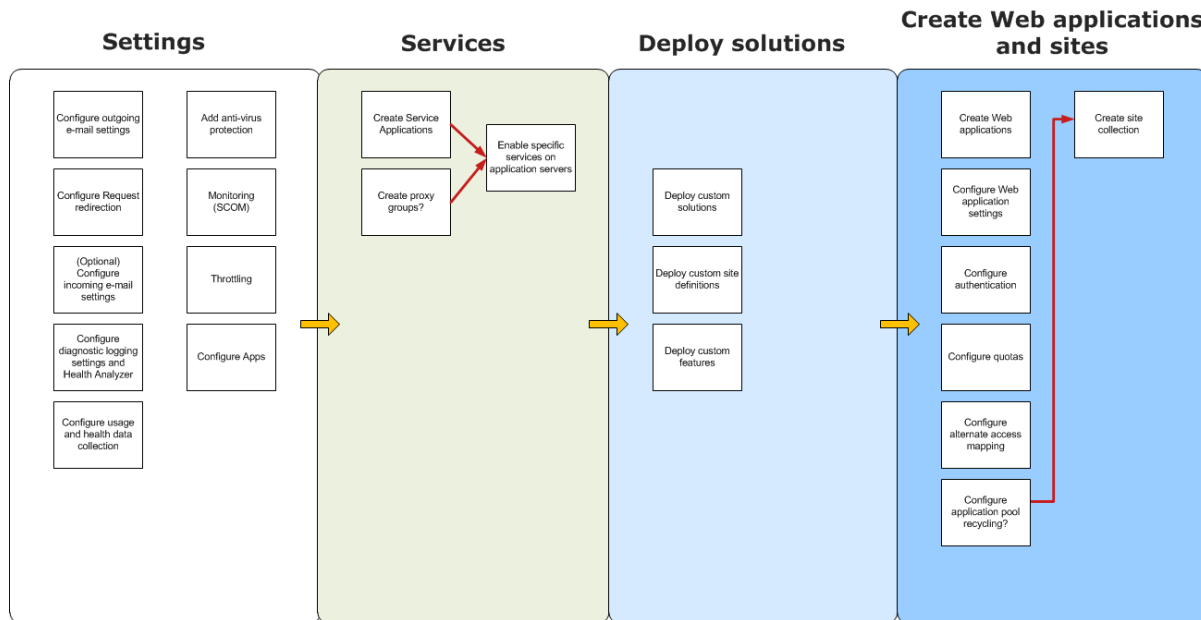 Settings
Configure outgoing
e-mail settings
Add anti-virus
protection
Configure Request
redirection
Monitoring
(SCOM)
(Optional)
Configure
incoming e-mail
settings
Throttling
Configure
diagnostic logging
settings and
Health Analyzer
Configure Apps
Configure usage
and health data
collection
Services
Create Service
Applications
Enable specific
services on
application servers
Create proxy
groups?
Deploy solutions
Deploy custom
solutions
Deploy custom site
definitions
Deploy custom
features
Create Web applications
and sites
Create Web
applications
Create site
collection
Configure Web
application
settings
Configure
authentication
Configure quotas
Configure
alternate access
mapping
Configure
application pool
recycling?